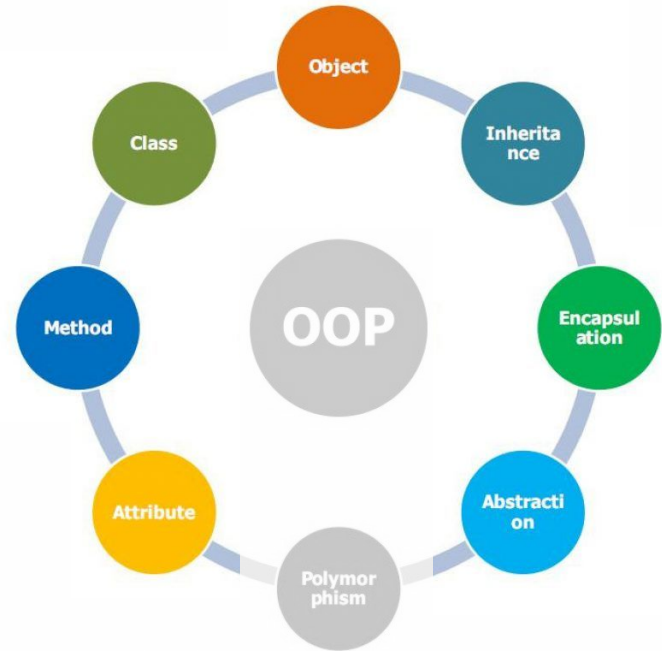 Object
Class
Inherita
nce
Method
OOP
Encapsul
ation
Attribute
Abstracti
on
Polymor
phism